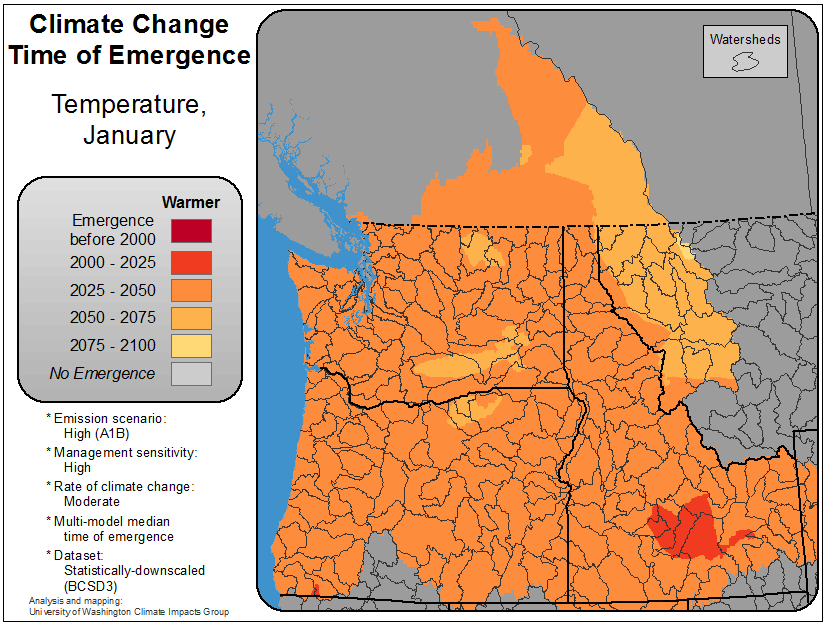 Climate Change
Time of Emergence
Temperature,
January
Warmer
Emergence
before 2000
2000 - 2025
2025 - 2050
2050 - 2075
2075 - 2100
No Emergence
* Emission scenario:
High (A1B)
* Management sensitivity:
High
* Rate of climate change:
Moderate
* Multi-model median
time of emergence
* Dataset:
Statistically-downscaled
(BCSD3)
Analysis and mapping:
University of Washington Climate Impacts Group
Watersheds